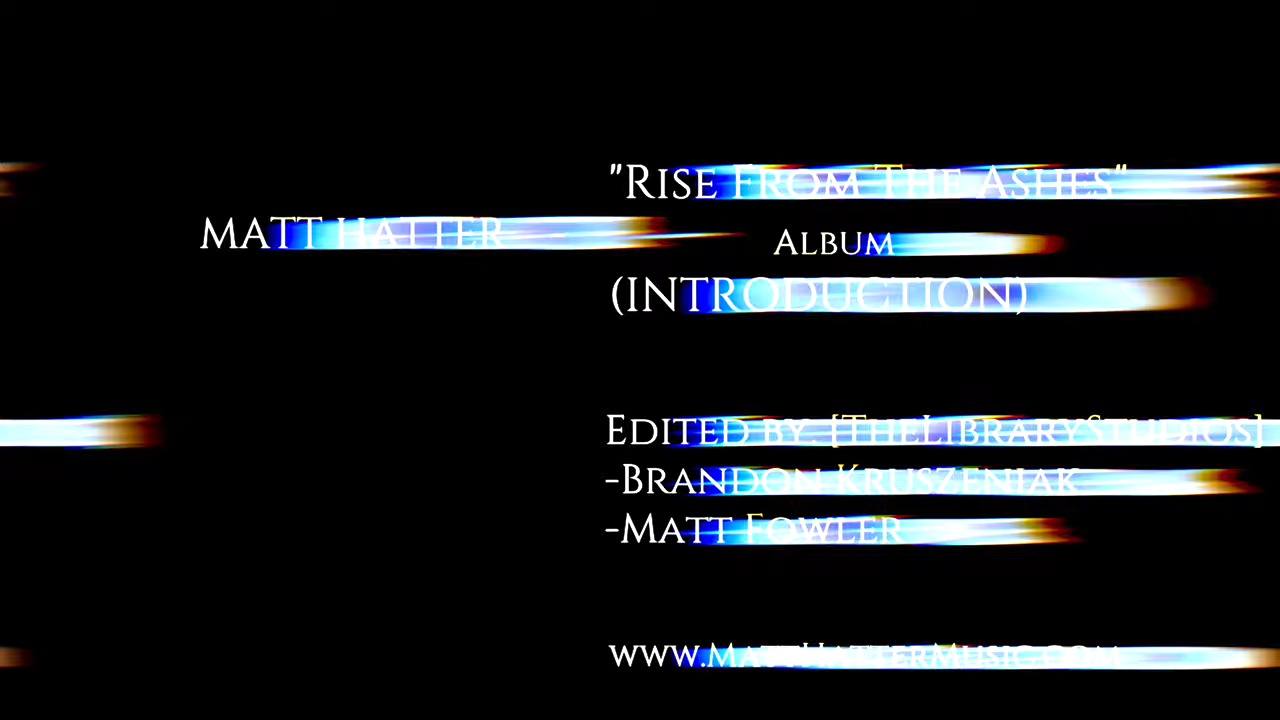 "Rise From The Ashes"
MATT HATTER -
Album
(INTRODUCTION)
Edited by: [TheLibraryStudios]
-Brandon Kruszeniak
-Matt Fowler
www.MattHatterMusic.com